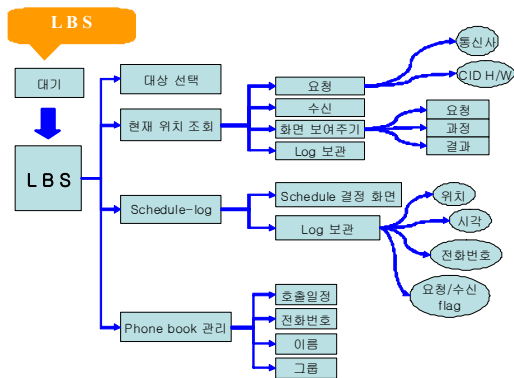 L B S
대기
L B S
대상 선택
현재 위치 조회
요청
수신
화면 보여주기
Log 보관
통신사
CID H/W
요청
과정
결과
Schedule-log
Schedule 결정 화면
Log 보관
위치
시각
전화번호
요청/수신
flag
Phone book 관리
호출일정
전화번호
이름
그룹